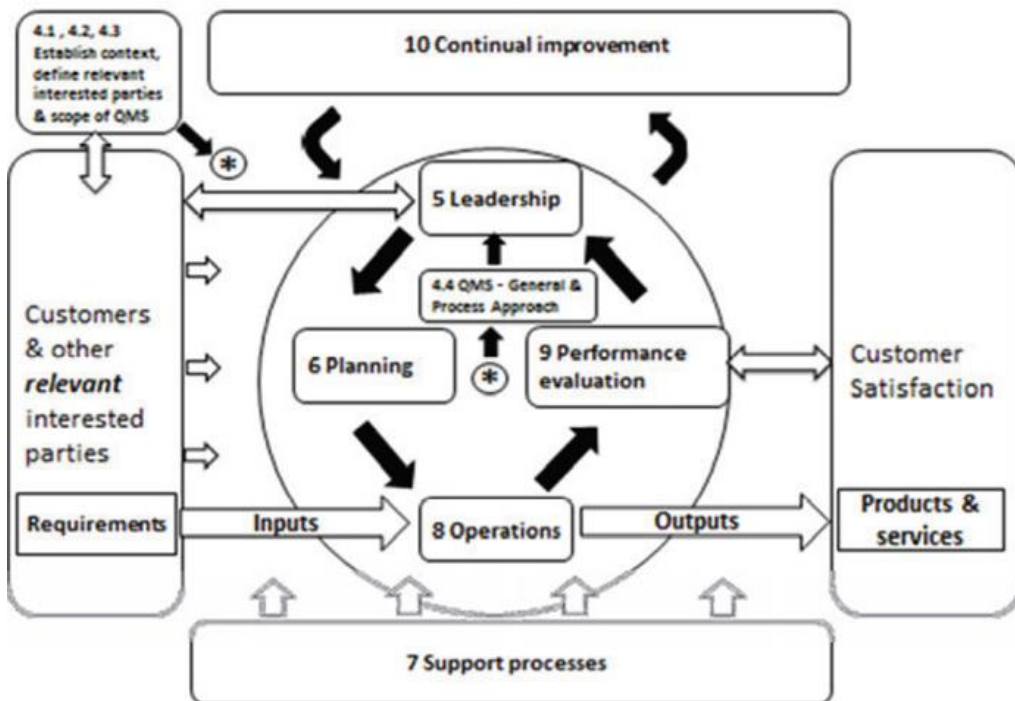 4.1 , 4.2, 4.3
Establish context,
define relevant
interested parties
& scope of QMS
10 Continual improvement
*
5 Leadership
4.4 QMS - General &
Process Approach
Customers
& other
relevant
interested
parties
6 Planning
*
9 Performance
evaluation
Customer
Satisfaction
Requirements
Inputs
8 Operations
Outputs
Products &
services
7 Support processes